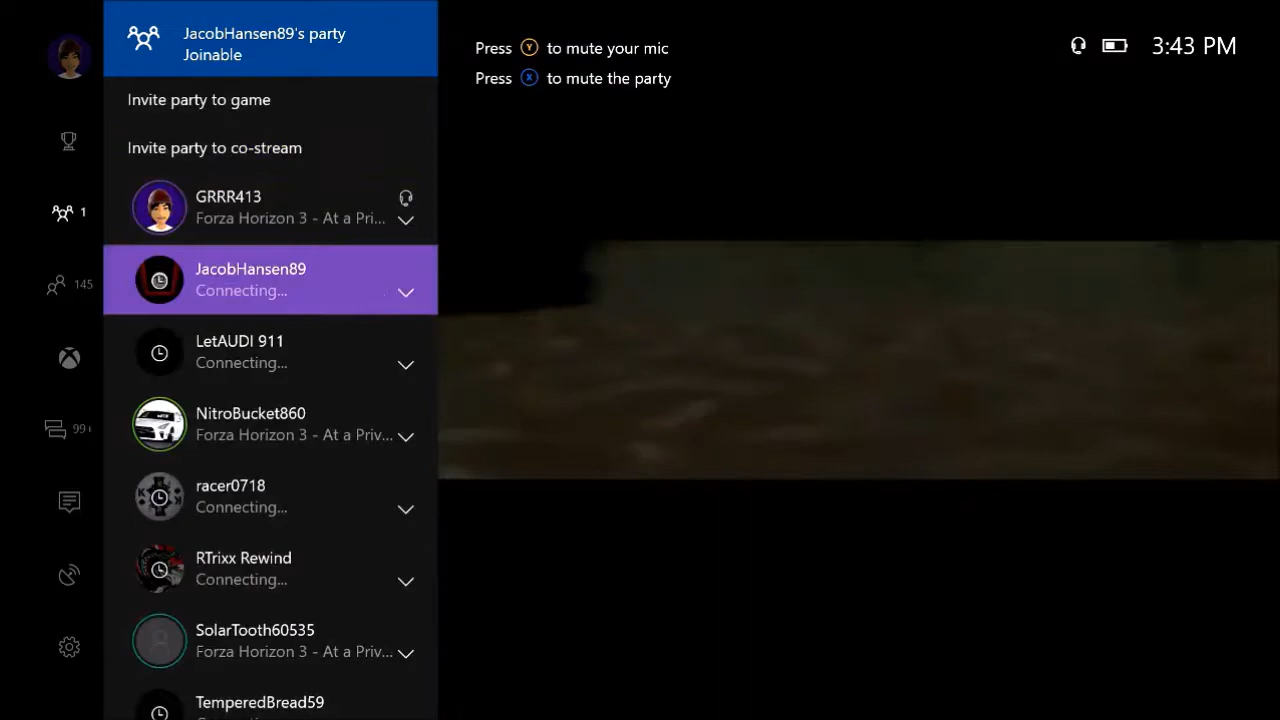 JacobHansen89's party
Joinable
Press Y to mute your mic
Press X to mute the party
3:43 PM
Invite party to game
Invite party to co-stream
GRRR413
Forza Horizon 3 - At a Pri...
1
JacobHansen89
Connecting...
145
LetAUDI 911
Connecting...
NitroBucket860
Forza Horizon 3 - At a Priv...
99+
racer0718
Connecting...
RTrixx Rewind
Connecting...
SolarTooth60535
Forza Horizon 3 - At a Priv...
TemperedBread59